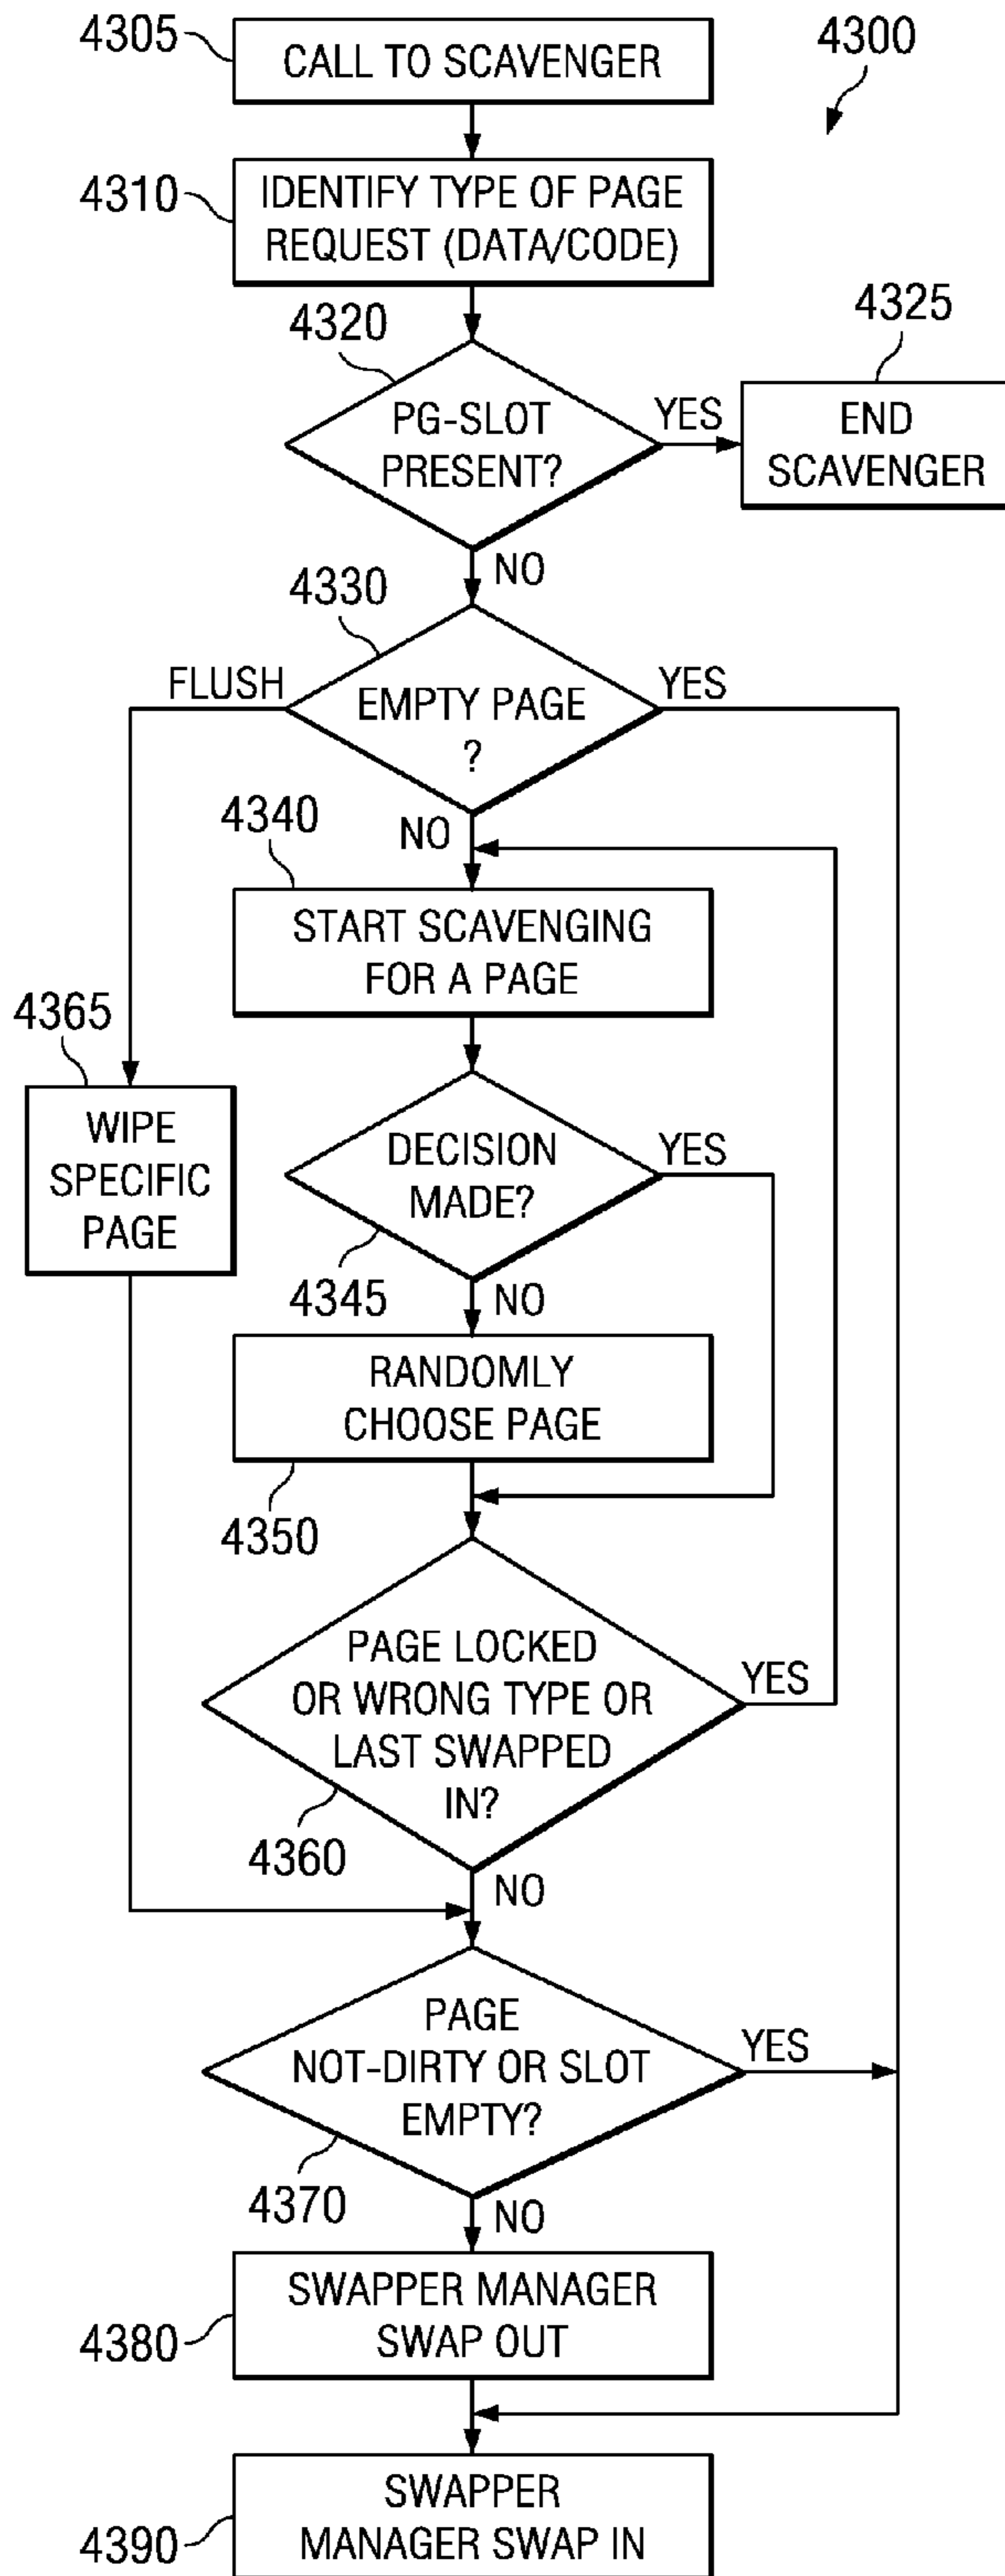 4305
CALL TO SCAVENGER
4300
4310
IDENTIFY TYPE OF PAGE
REQUEST (DATA/CODE)
4320
4325
PG-SLOT
PRESENT?
YES
END
SCAVENGER
NO
4330
FLUSH
EMPTY PAGE
?
YES
4340
NO
START SCAVENGING
FOR A PAGE
4365
WIPE
SPECIFIC
PAGE
DECISION
MADE?
YES
4345
NO
RANDOMLY
CHOOSE PAGE
4350
PAGE LOCKED
OR WRONG TYPE OR
LAST SWAPPED
IN?
YES
4360
NO
PAGE
NOT-DIRTY OR SLOT
EMPTY?
YES
4370
NO
SWAPPER MANAGER
SWAP OUT
4380
SWAPPER
MANAGER SWAP IN
4390